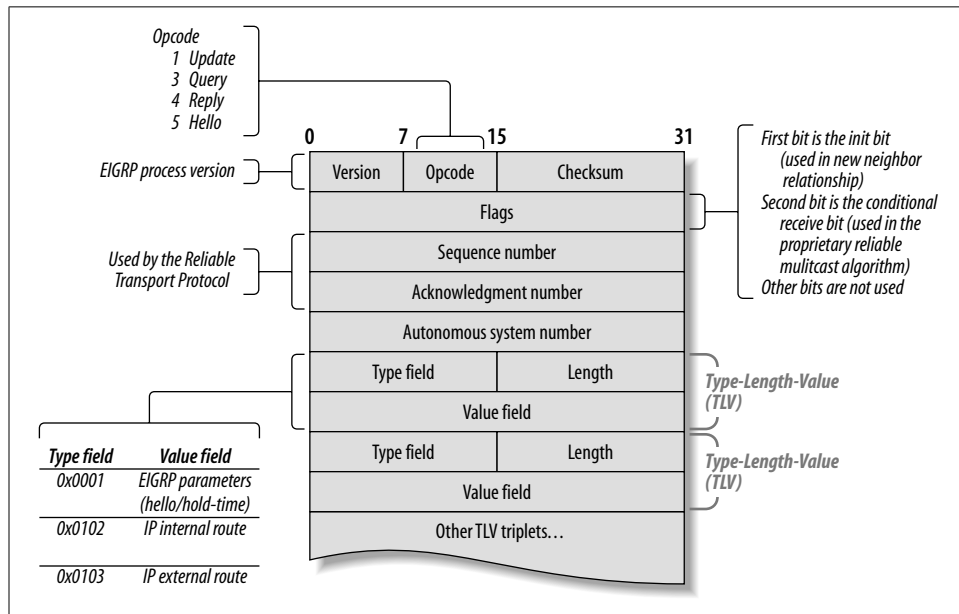 Opcode
1 Update
3 Query
4 Reply
5 Hello
0 7 15 31
EIGRP process version
Version Opcode Checksum
First bit is the init bit
(used in new neighbor
relationship)
Second bit is the conditional
receive bit (used in the
proprietary reliable
mulitcast algorithm)
Other bits are not used
Flags
Used by the Reliable
Transport Protocol
Sequence number
Acknowledgment number
Autonomous system number
Type field Length
Value field
Type-Length-Value
(TLV)
Type field Length
Value field
Type-Length-Value
(TLV)
Other TLV triplets…
Type field Value field
0x0001 EIGRP parameters
(hello/hold-time)
0x0102 IP internal route
0x0103 IP external route